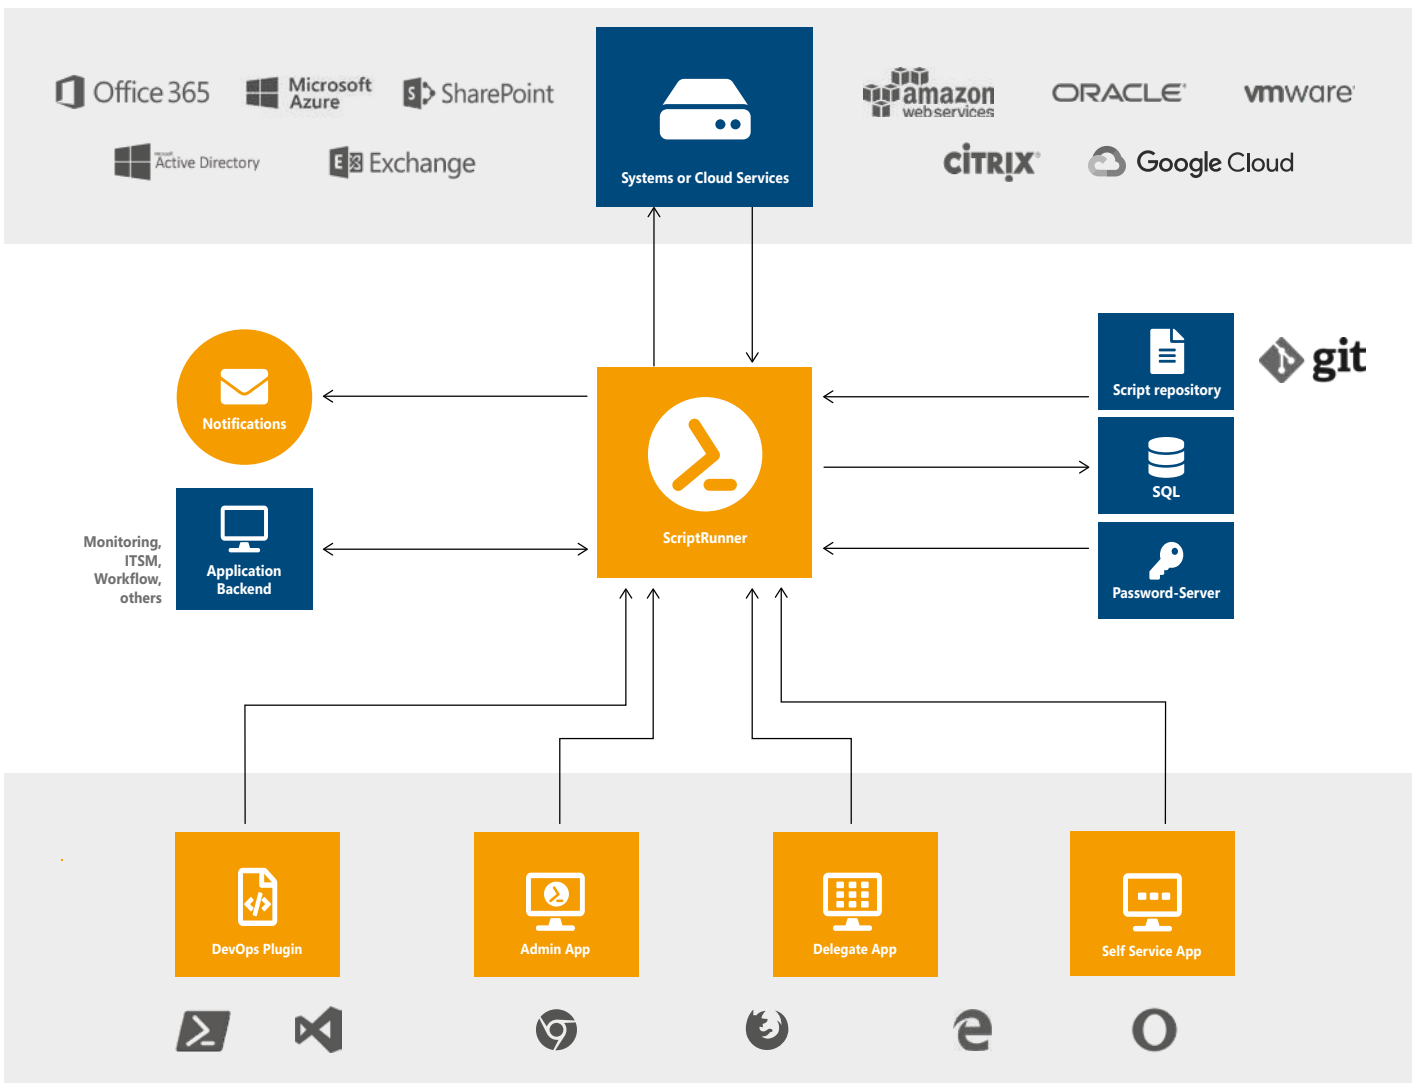 Office 365
Microsoft
Azure
SharePoint
Microsoft
Active Directory
Exchange
Systems or Cloud Services
amazon
webservices
ORACLE
vmware
CiTRIX
Google Cloud
Notifications
Monitoring,
ITSM,
Workflow,
others
Application
Backend
ScriptRunner
Script repository
git
SQL
Password-Server
DevOps Plugin
Admin App
Delegate App
Self Service App